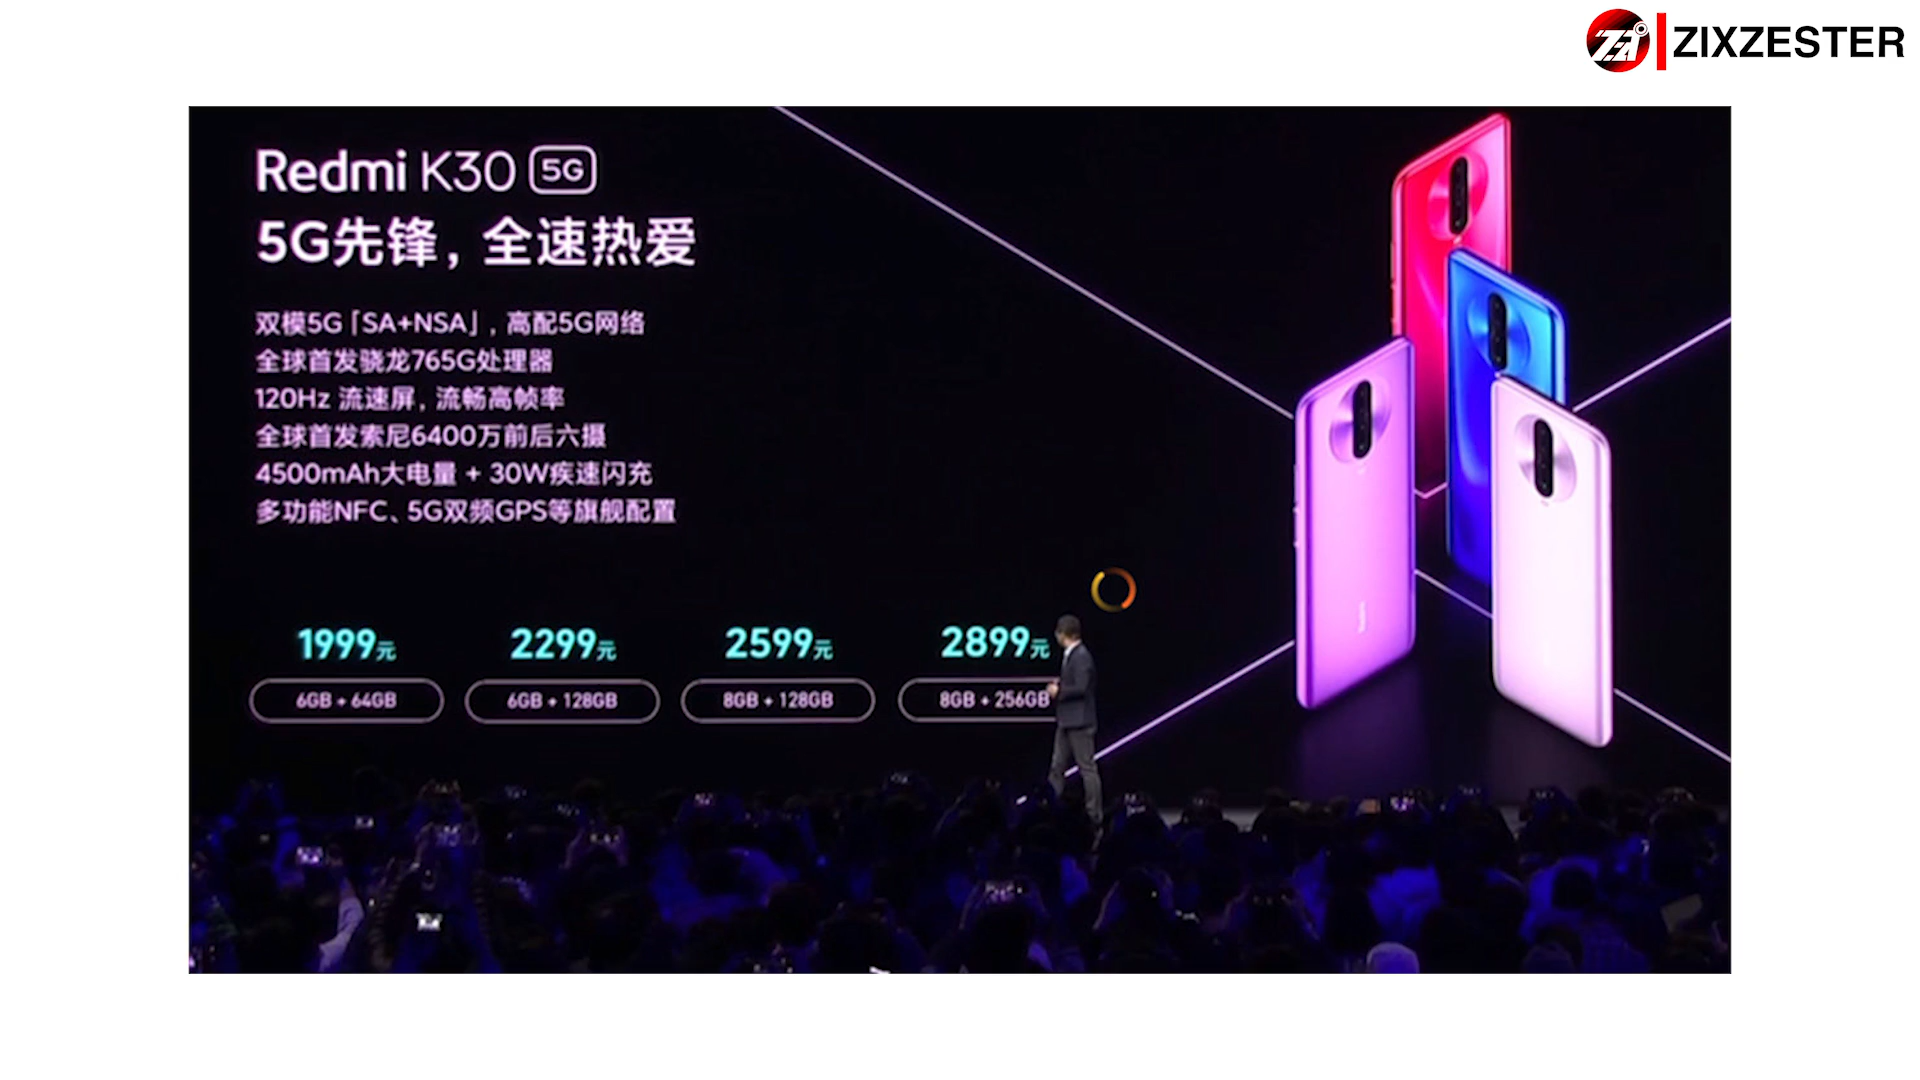 ZIXZESTER
Redmi K30 5G
5G先锋，全速热爱
双模5G「SA+NSA」，高配5G网络
全球首发骁龙765G处理器
120Hz 流速屏，流畅高帧率
全球首发索尼6400万前后六摄
4500mAh大电量 + 30W疾速闪充
多功能NFC、5G双频GPS等旗舰配置
1999元 2299元 2599元 2899元
6GB + 64GB 6GB + 128GB 8GB + 128GB 8GB + 256GB